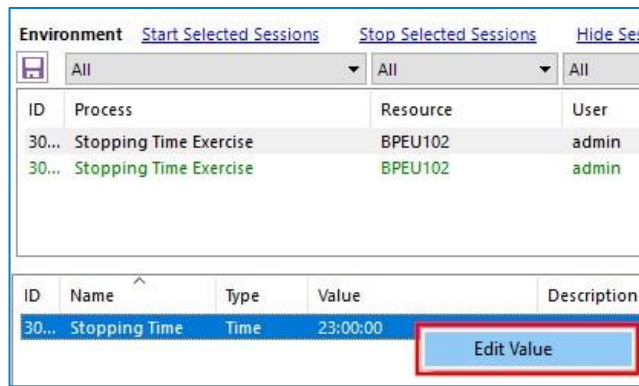 Environment Start Selected Sessions Stop Selected Sessions Hide Ses
All All All
ID Process Resource User
30... Stopping Time Exercise BPEU102 admin
30... Stopping Time Exercise BPEU102 admin
ID Name Type Value Description
30... Stopping Time Time 23:00:00
Edit Value